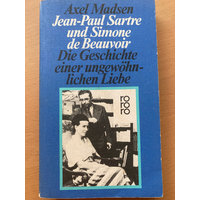 Axel Madsen
Jean-Paul Sartre
und Simone
de Beauvoir
Die Geschichte
einer ungewöhn-
lichen Liebe
rororo